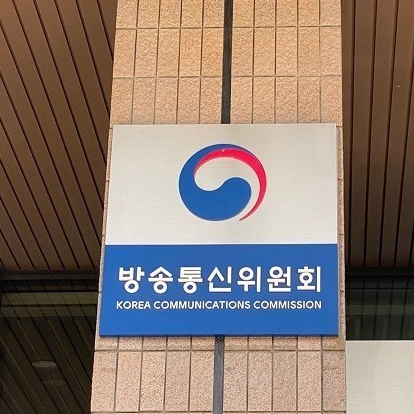 방송통신위원회
KOREA COMMUNICATIONS COMMISSION